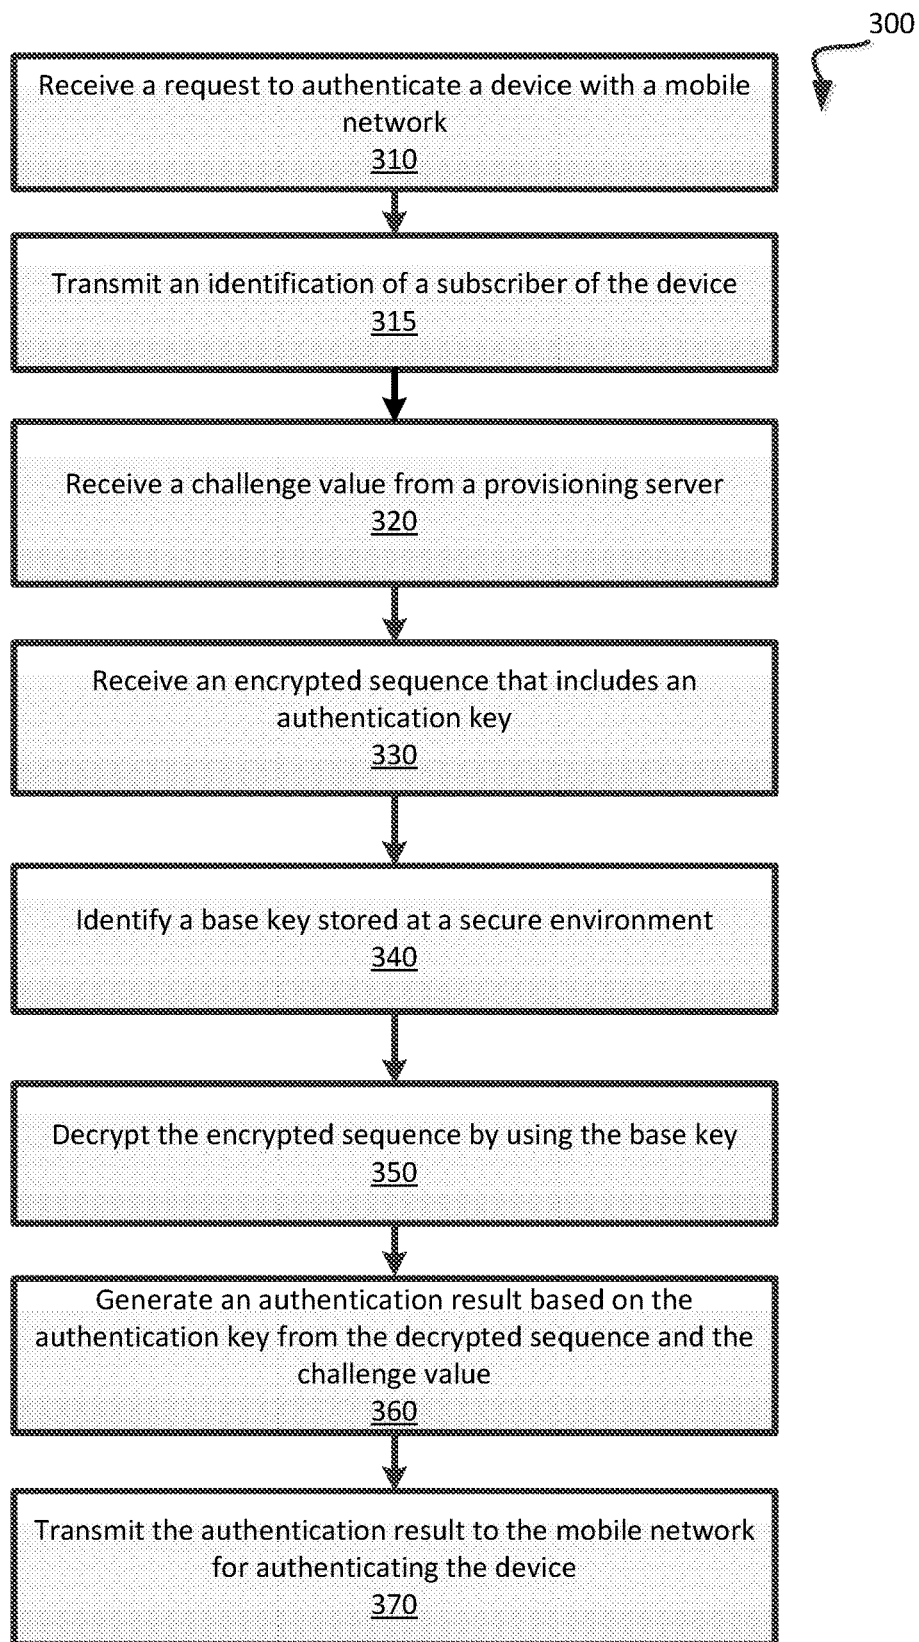 300
Receive a request to authenticate a device with a mobile
network
310
Transmit an identification of a subscriber of the device
315
Receive a challenge value from a provisioning server
320
Receive an encrypted sequence that includes an
authentication key
330
Identify a base key stored at a secure environment
340
Decrypt the encrypted sequence by using the base key
350
Generate an authentication result based on the
authentication key from the decrypted sequence and the
challenge value
360
Transmit the authentication result to the mobile network
for authenticating the device
370